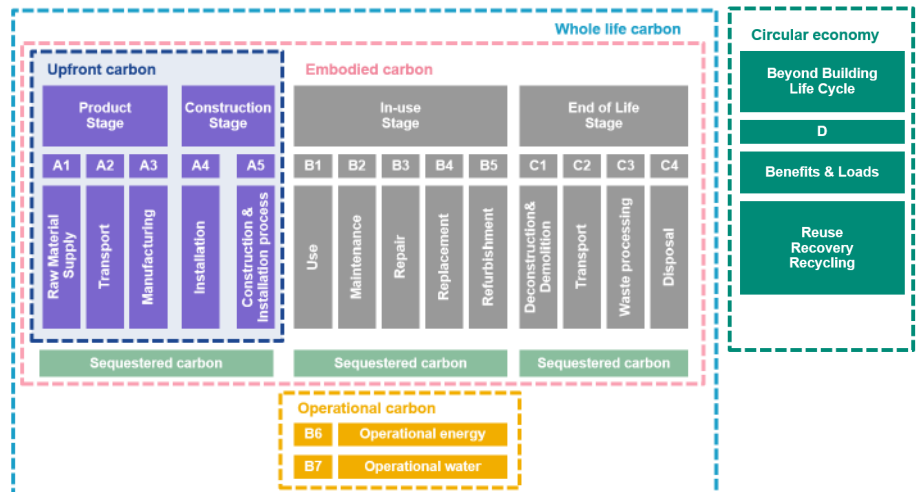 Whole life carbon
Upfront carbon
Embodied carbon
Product
Stage
Construction
Stage
In-use
Stage
End of Life
Stage
A1
A2
A3
A4
A5
B1
B2
B3
B4
B5
C1
C2
C3
C4
Raw Material
Supply
Transport
Manufacturing
Installation
Construction &
Installation process
Use
Maintenance
Repair
Replacement
Refurbishment
Deconstruction&
Demolition
Transport
Waste processing
Disposal
Sequestered carbon
Sequestered carbon
Sequestered carbon
Operational carbon
B6
Operational energy
B7
Operational water
Circular economy
Beyond Building
Life Cycle
D
Benefits & Loads
Reuse
Recovery
Recycling